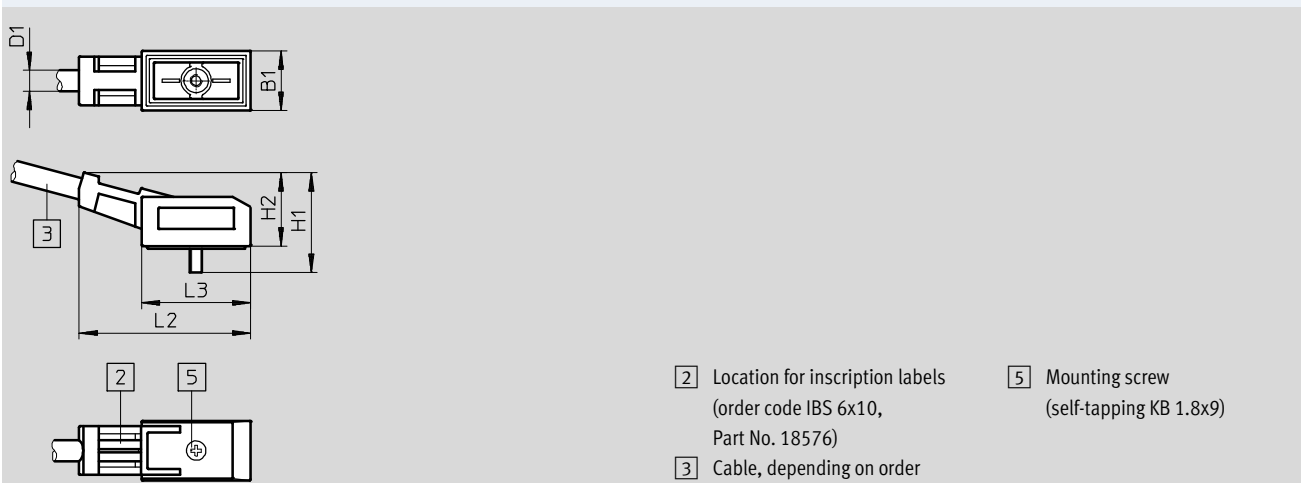 D1
B1
H2
H1
3
L3
L2
2
5
2 Location for inscription labels
(order code IBS 6x10,
Part No. 18576)
3 Cable, depending on order
5 Mounting screw
(self-tapping KB 1.8x9)